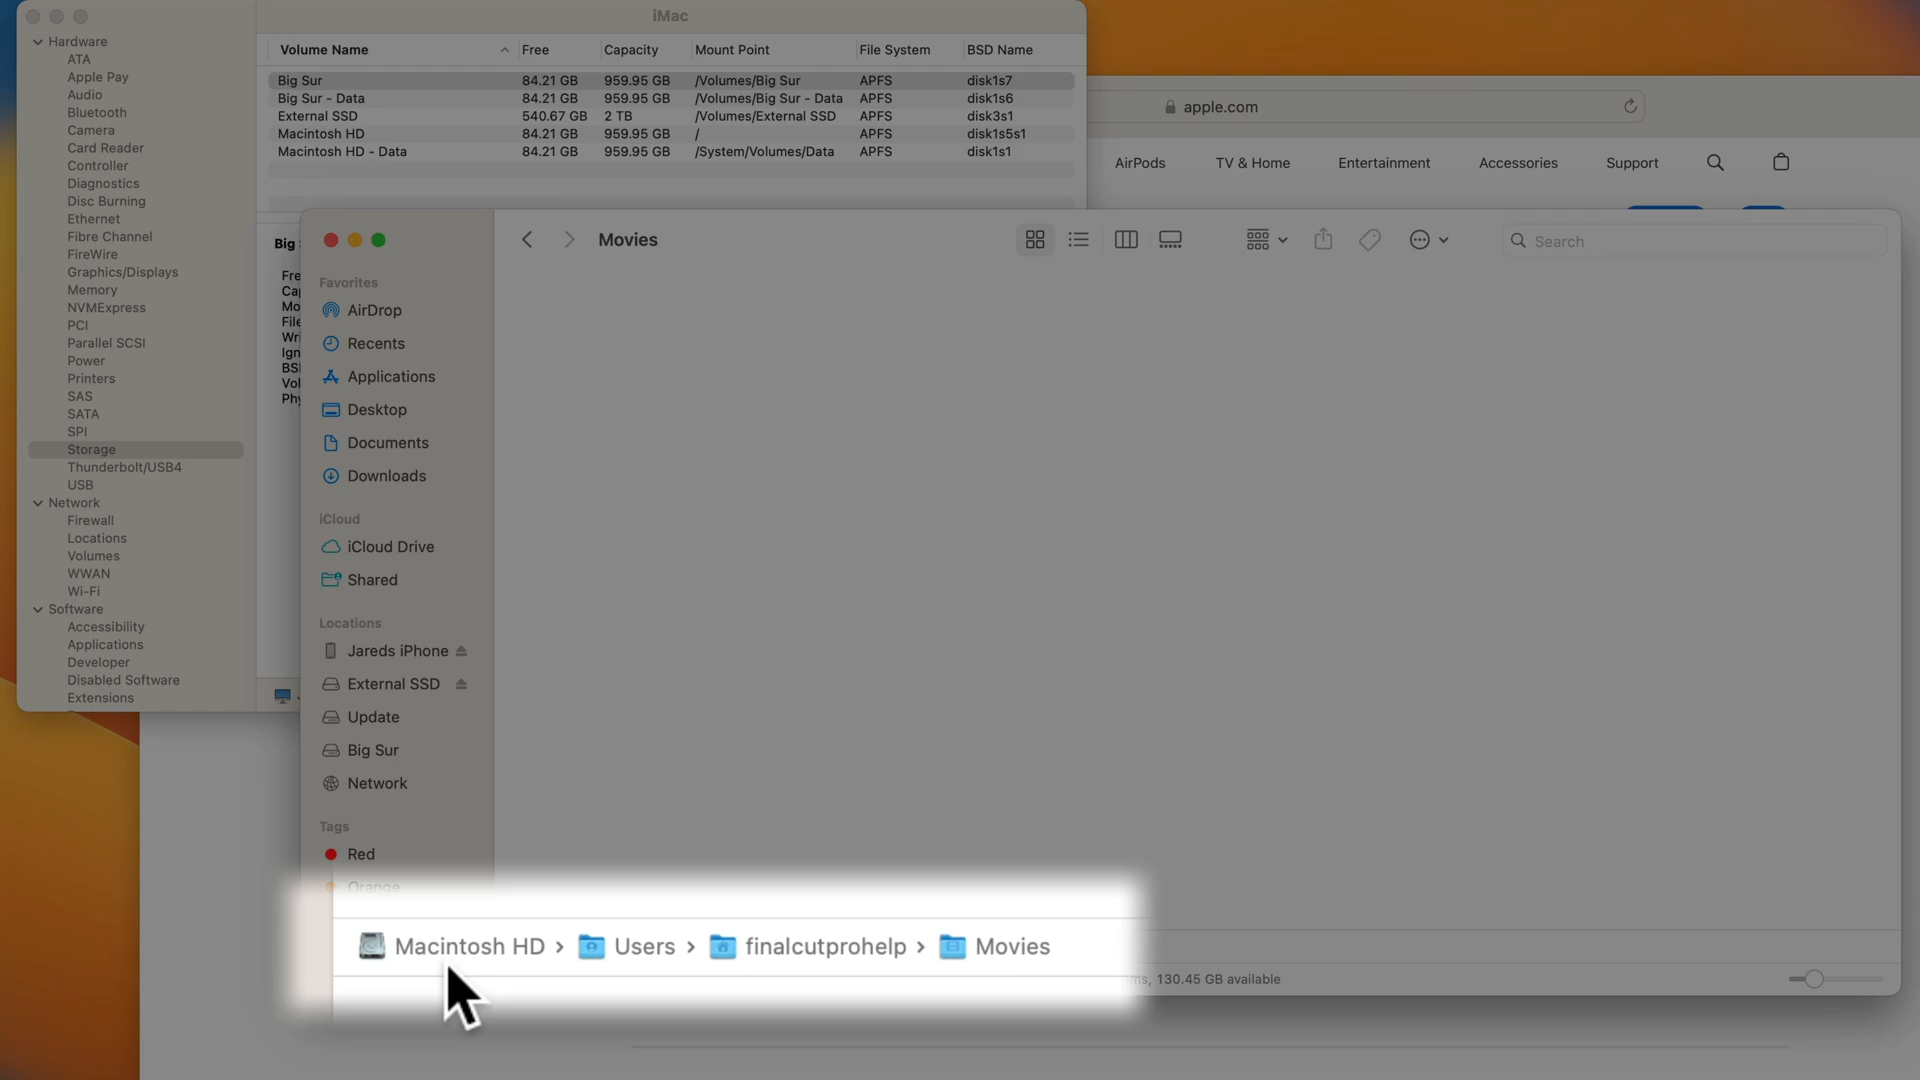 iMac
Hardware
ATA
Apple Pay
Audio
Bluetooth
Camera
Card Reader
Controller
Diagnostics
Disc Burning
Ethernet
Fibre Channel
FireWire
Graphics/Displays
Memory
NVMExpress
PCI
Parallel SCSI
Power
Printers
SAS
SATA
SPI
Storage
Thunderbolt/USB4
USB
Network
Firewall
Locations
Volumes
WWAN
Wi-Fi
Software
Accessibility
Applications
Developer
Disabled Software
Extensions
Volume Name Free Capacity Mount Point File System BSD Name
Big Sur 84.21 GB 959.95 GB /Volumes/Big Sur APFS disk1s7
Big Sur - Data 84.21 GB 959.95 GB /Volumes/Big Sur - Data APFS disk1s6
External SSD 540.67 GB 2 TB /Volumes/External SSD APFS disk3s1
Macintosh HD 84.21 GB 959.95 GB / APFS disk1s5s1
Macintosh HD - Data 84.21 GB 959.95 GB /System/Volumes/Data APFS disk1s1
Big
apple.com
AirPods TV & Home Entertainment Accessories Support
Movies
Search
Favorites
AirDrop
Recents
Applications
Desktop
Documents
Downloads
iCloud
iCloud Drive
Shared
Locations
Jareds iPhone
External SSD
Update
Big Sur
Network
Tags
Red
Orange
Macintosh HD › Users › finalcutprohelp › Movies
130.45 GB available